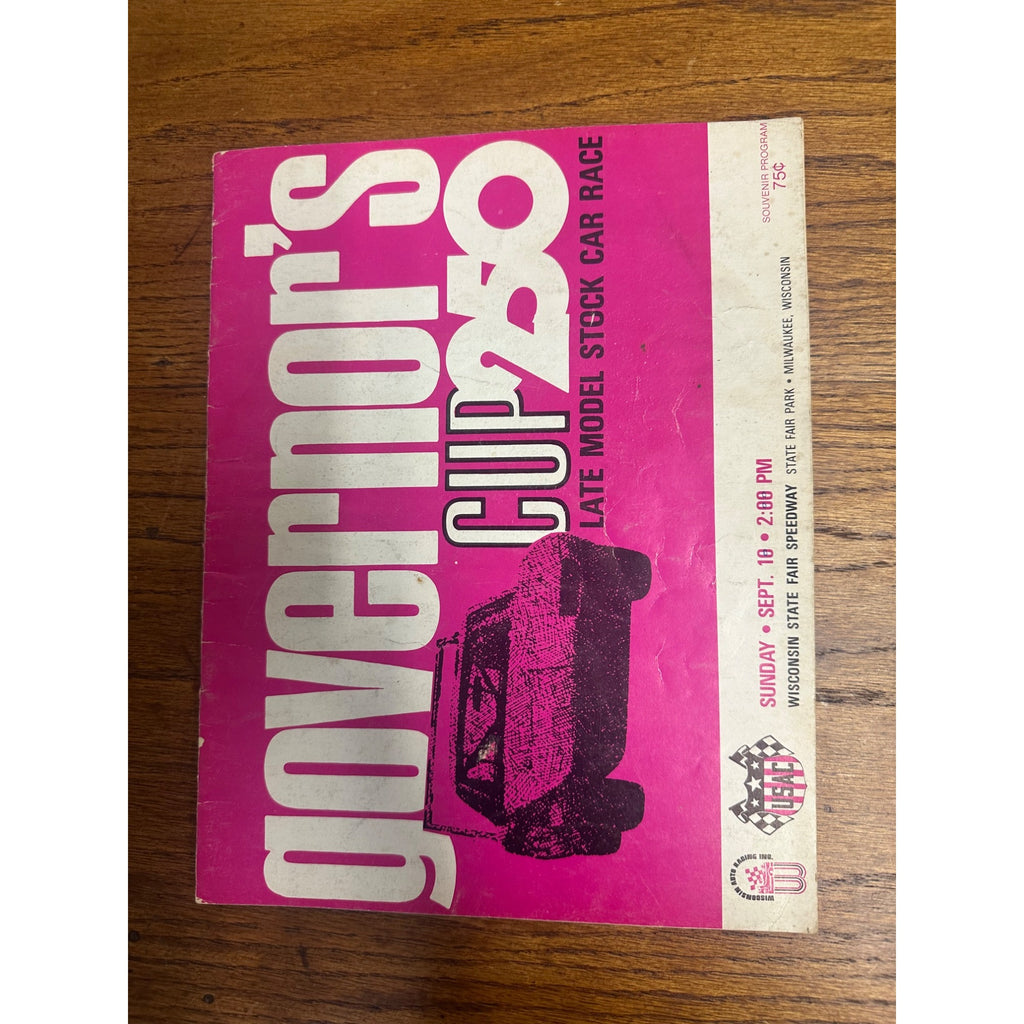 governor's
CUP 250
LATE MODEL STOCK CAR RACE
SOUVENIR PROGRAM
75¢
SUNDAY • SEPT. 10 • 2:00 PM
WISCONSIN STATE FAIR SPEEDWAY STATE FAIR PARK • MILWAUKEE, WISCONSIN
USAC
WISCONSIN AUTO RACING INC.